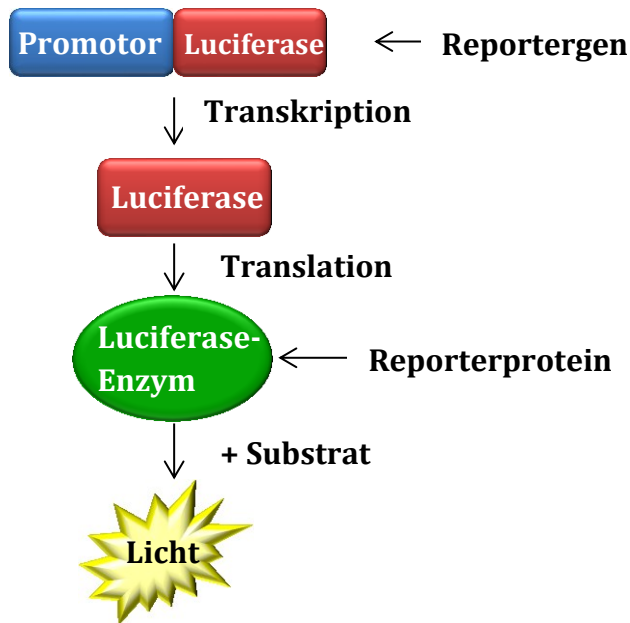 Promotor Luciferase Reportergen
Transkription
Luciferase
Translation
Luciferase-
Enzym
Reporterprotein
+ Substrat
Licht